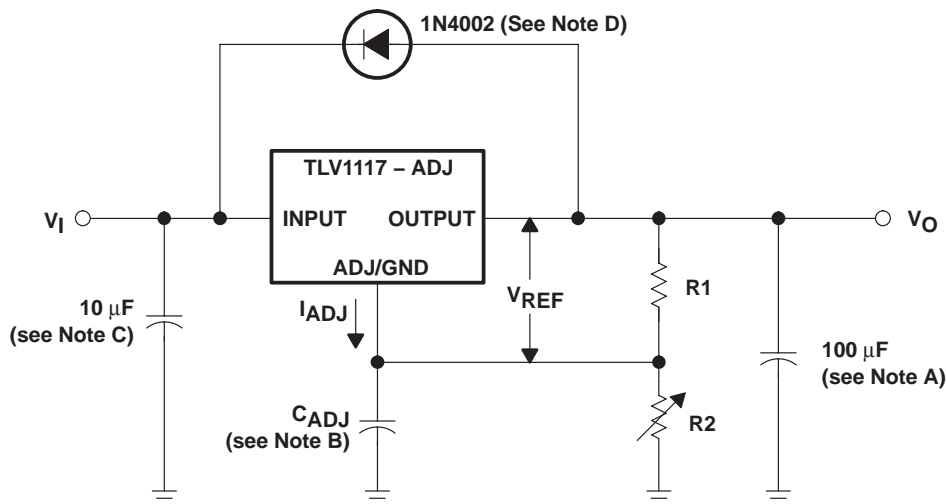 1N4002 (See Note D)
TLV1117 – ADJ
VI
INPUT
OUTPUT
VO
ADJ/GND
IADJ
VREF
R1
10 μF
(see Note C)
100 μF
(see Note A)
CADJ
(see Note B)
R2